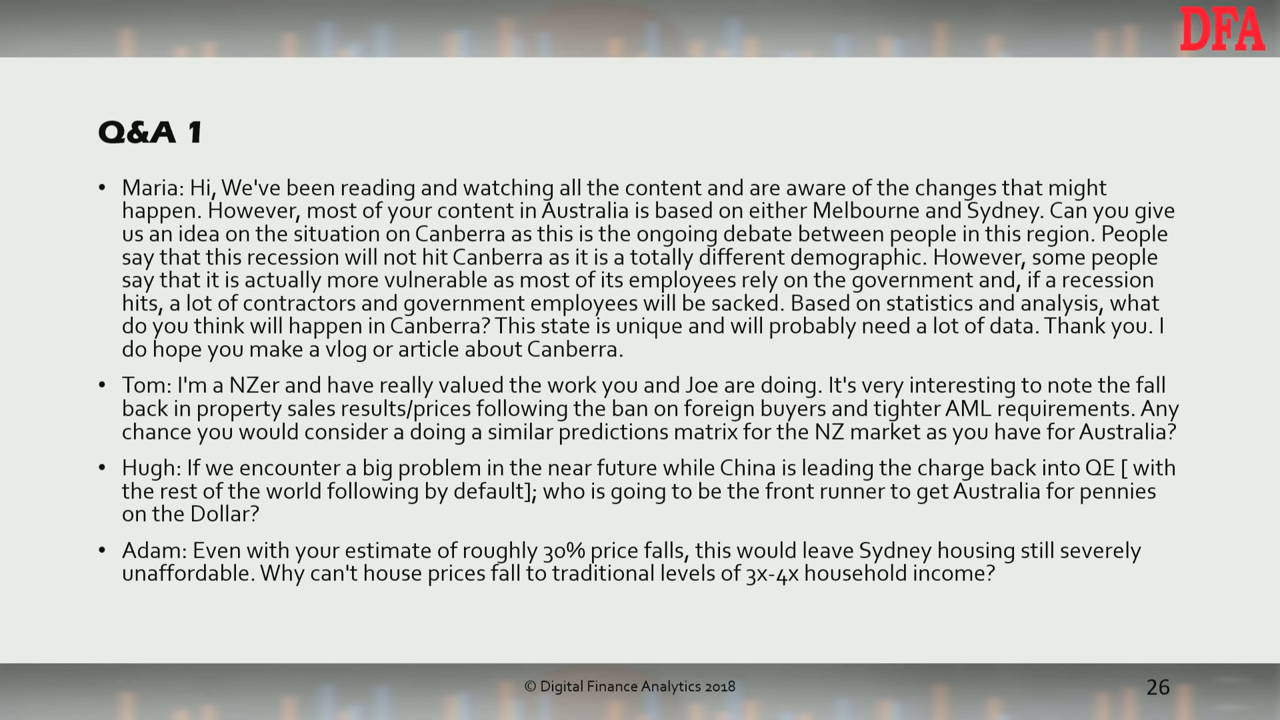 DFA
Q&A 1
• Maria: Hi, We've been reading and watching all the content and are aware of the changes that might
happen. However, most of your content in Australia is based on either Melbourne and Sydney. Can you give
us an idea on the situation on Canberra as this is the ongoing debate between people in this region. People
say that this recession will not hit Canberra as it is a totally different demographic. However, some people
say that it is actually more vulnerable as most of its employees rely on the government and, if a recession
hits, a lot of contractors and government employees will be sacked. Based on statistics and analysis, what
do you think will happen in Canberra? This state is unique and will probably need a lot of data. Thank you. I
do hope you make a vlog or article about Canberra.
• Tom: I'm a NZer and have really valued the work you and Joe are doing. It's very interesting to note the fall
back in property sales results/prices following the ban on foreign buyers and tighter AML requirements. Any
chance you would consider a doing a similar predictions matrix for the NZ market as you have for Australia?
• Hugh: If we encounter a big problem in the near future while China is leading the charge back into QE [ with
the rest of the world following by default]; who is going to be the front runner to get Australia for pennies
on the Dollar?
• Adam: Even with your estimate of roughly 30% price falls, this would leave Sydney housing still severely
unaffordable. Why can't house prices fall to traditional levels of 3x-4x household income?
© Digital Finance Analytics 2018
26